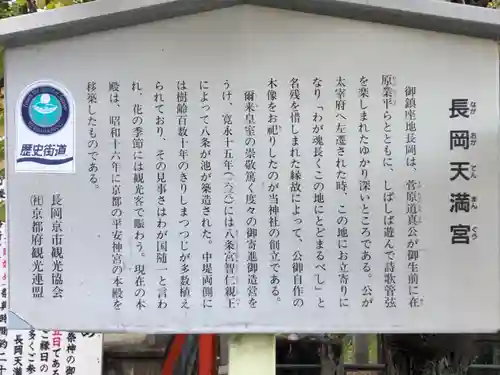 長岡天満宮
ながおかてんまんぐう
御鎮座地長岡は、菅原道真公が御生前に在
原業平らとともに、しばしば遊んで詩歌管弦
を楽しまれたゆかり深いところである。公が
太宰府へ左遷された時、この地にお立寄りに
なり「わが魂長くこの地にとどまるべし」と
名残を惜しまれた縁故によって、公御自作の
木像をお祀りしたのが当神社の創立である。
爾来皇室の崇敬篤く度々の御寄進御造営を
うけ、寛永十五年(一六三八)には八条宮智仁親王
によって八条が池が築造された。中堤両側に
は樹齢百数十年のきりしまつつじが多数植え
られており、その見事さはわが国随一と言わ
れ、花の季節には観光客で賑わう。現在の本
殿は、昭和十六年に京都の平安神宮の本殿を
移築したものである。
長岡京市観光協会
(社)京都府観光連盟
歴史街道